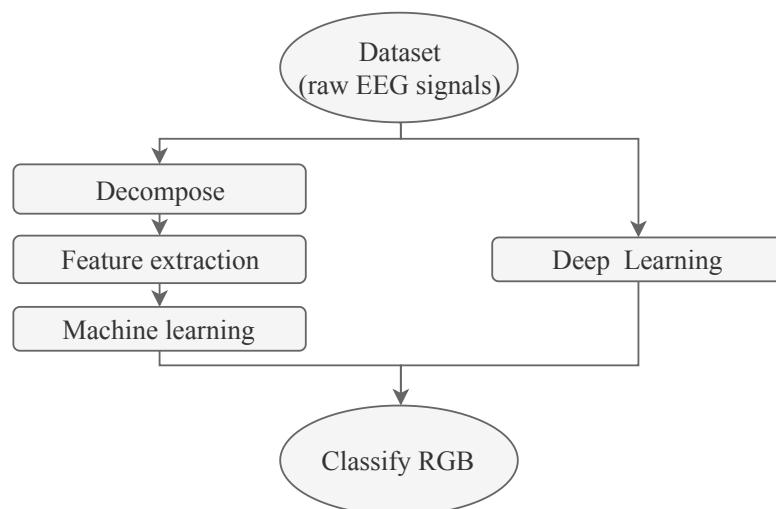 Dataset
(raw EEG signals)
Decompose
Feature extraction
Machine learning
Deep Learning
Classify RGB